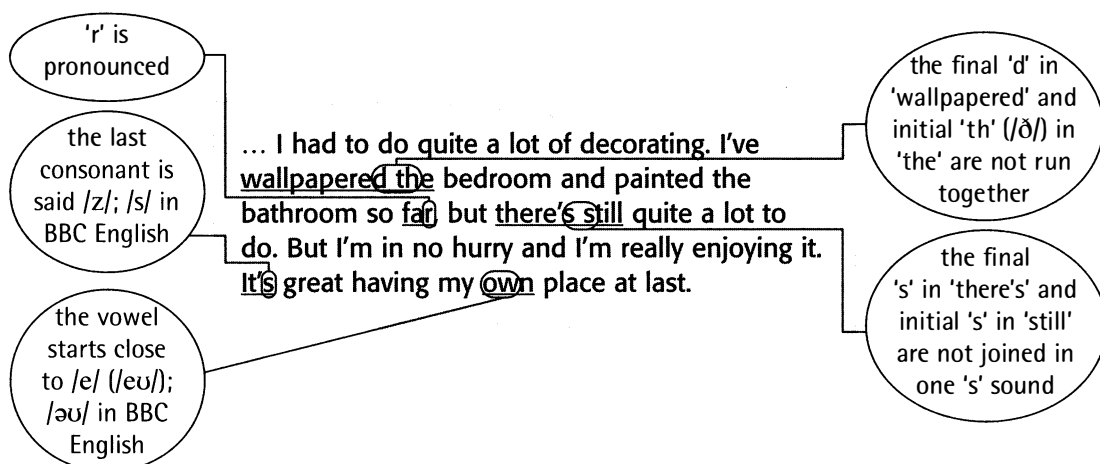 'r' is
pronounced
the last
consonant is
said /z/; /s/ in
BBC English
the vowel
starts close
to /e/ (/eʊ/);
/əʊ/ in BBC
English
... I had to do quite a lot of decorating. I've
wallpapered the bedroom and painted the
bathroom so far, but there's still quite a lot to
do. But I'm in no hurry and I'm really enjoying it.
It's great having my own place at last.
the final 'd' in
'wallpapered' and
initial 'th' (/ð/) in
'the' are not run
together
the final
's' in 'there's' and
initial 's' in 'still'
are not joined in
one 's' sound